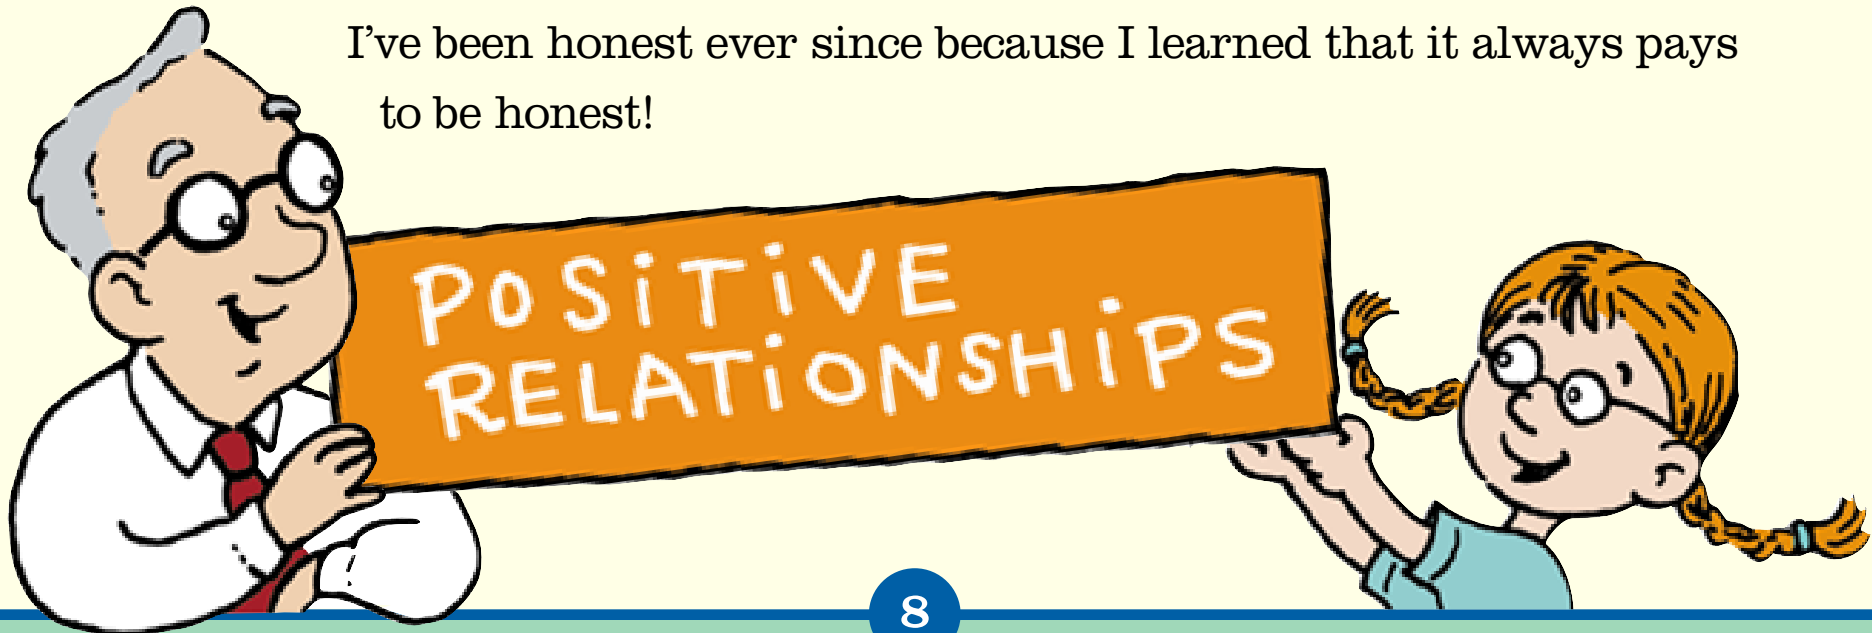 I've been honest ever since because I learned that it always pays
to be honest!
POSiTiVE
RELATiONSHiPS
8